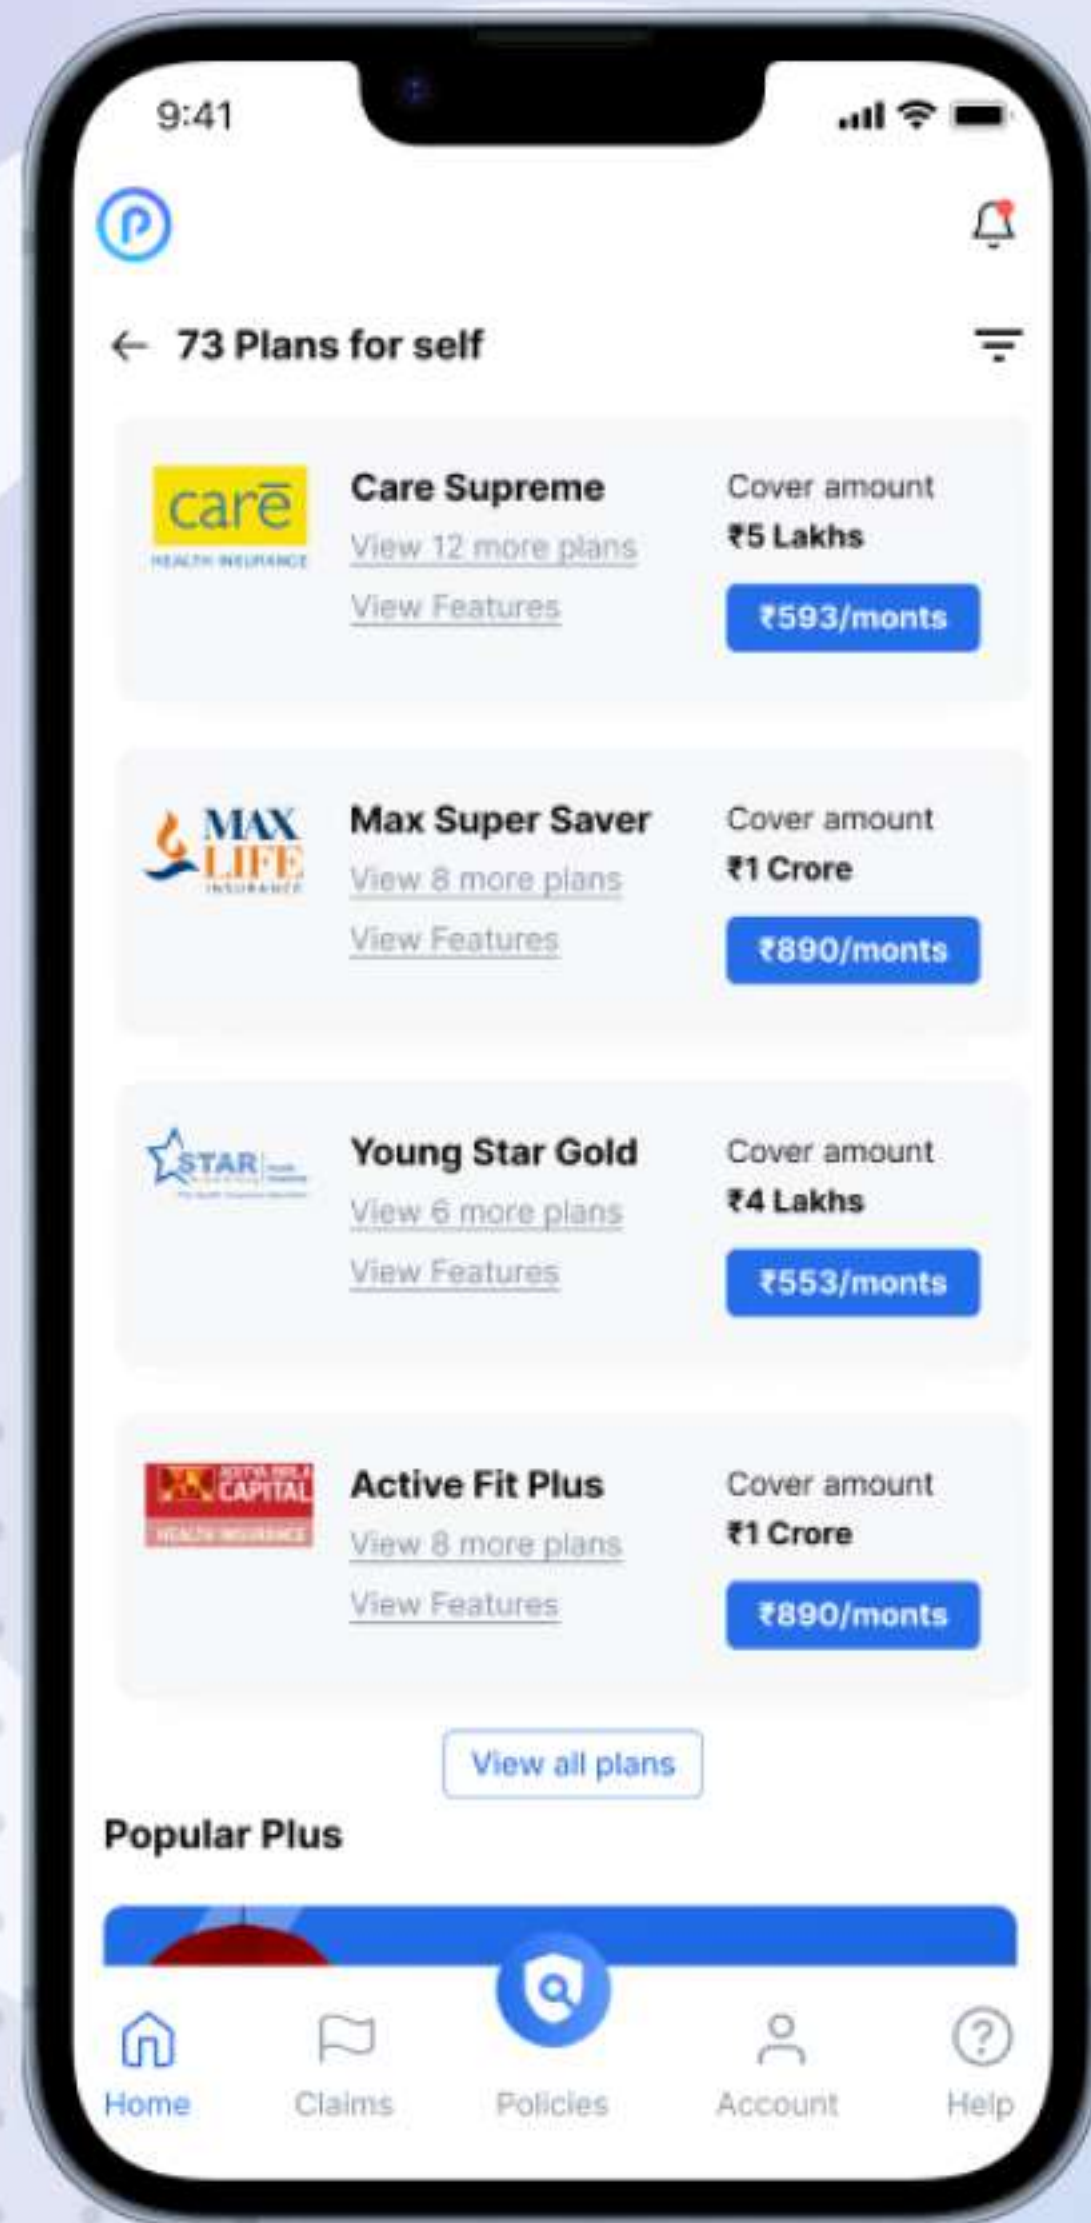 9:41
73 Plans for self
carē
HEALTH INSURANCE
Care Supreme
View 12 more plans
View Features
Cover amount
₹5 Lakhs
₹593/monts
MAX
LIFE
INSURANCE
Max Super Saver
View 8 more plans
View Features
Cover amount
₹1 Crore
₹890/monts
STAR
Young Star Gold
View 6 more plans
View Features
Cover amount
₹4 Lakhs
₹553/monts
ADITYA BIRLA
CAPITAL
HEALTH INSURANCE
Active Fit Plus
View 8 more plans
View Features
Cover amount
₹1 Crore
₹890/monts
View all plans
Popular Plus
Home
Claims
Policies
Account
Help